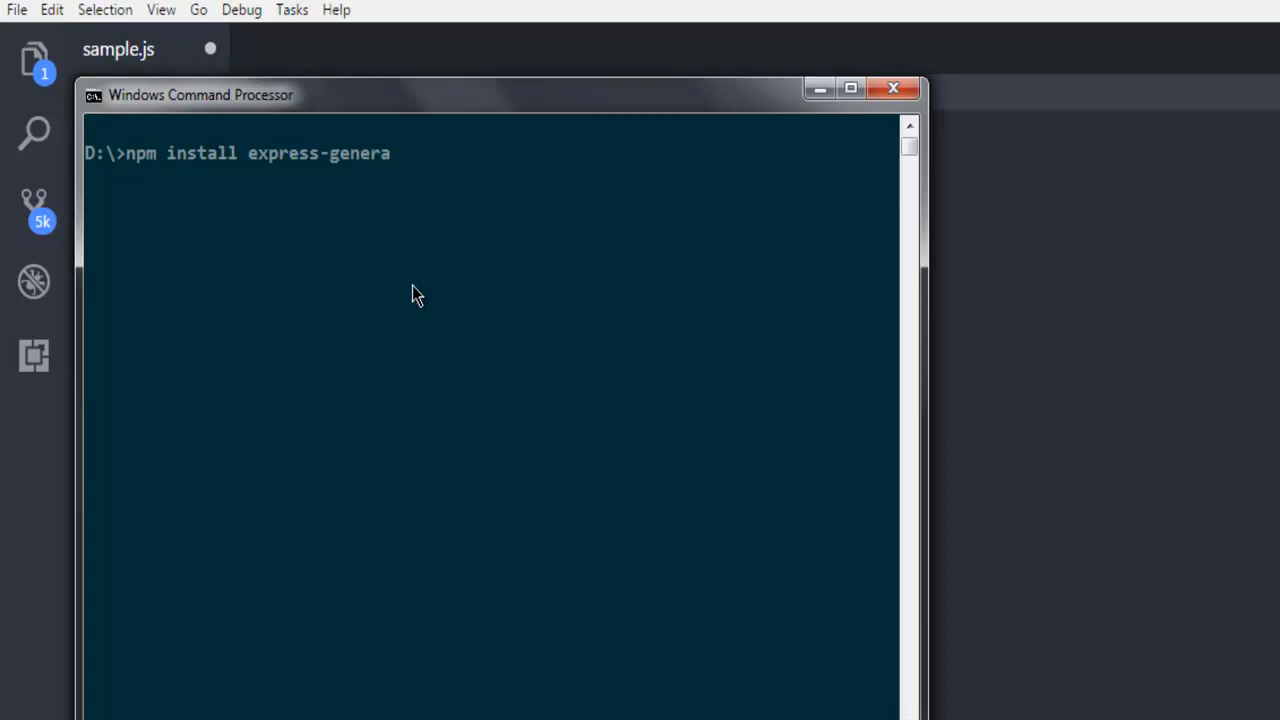 File Edit Selection View Go Debug Tasks Help
sample.js
1
Windows Command Processor
D:\>npm install express-genera
5k